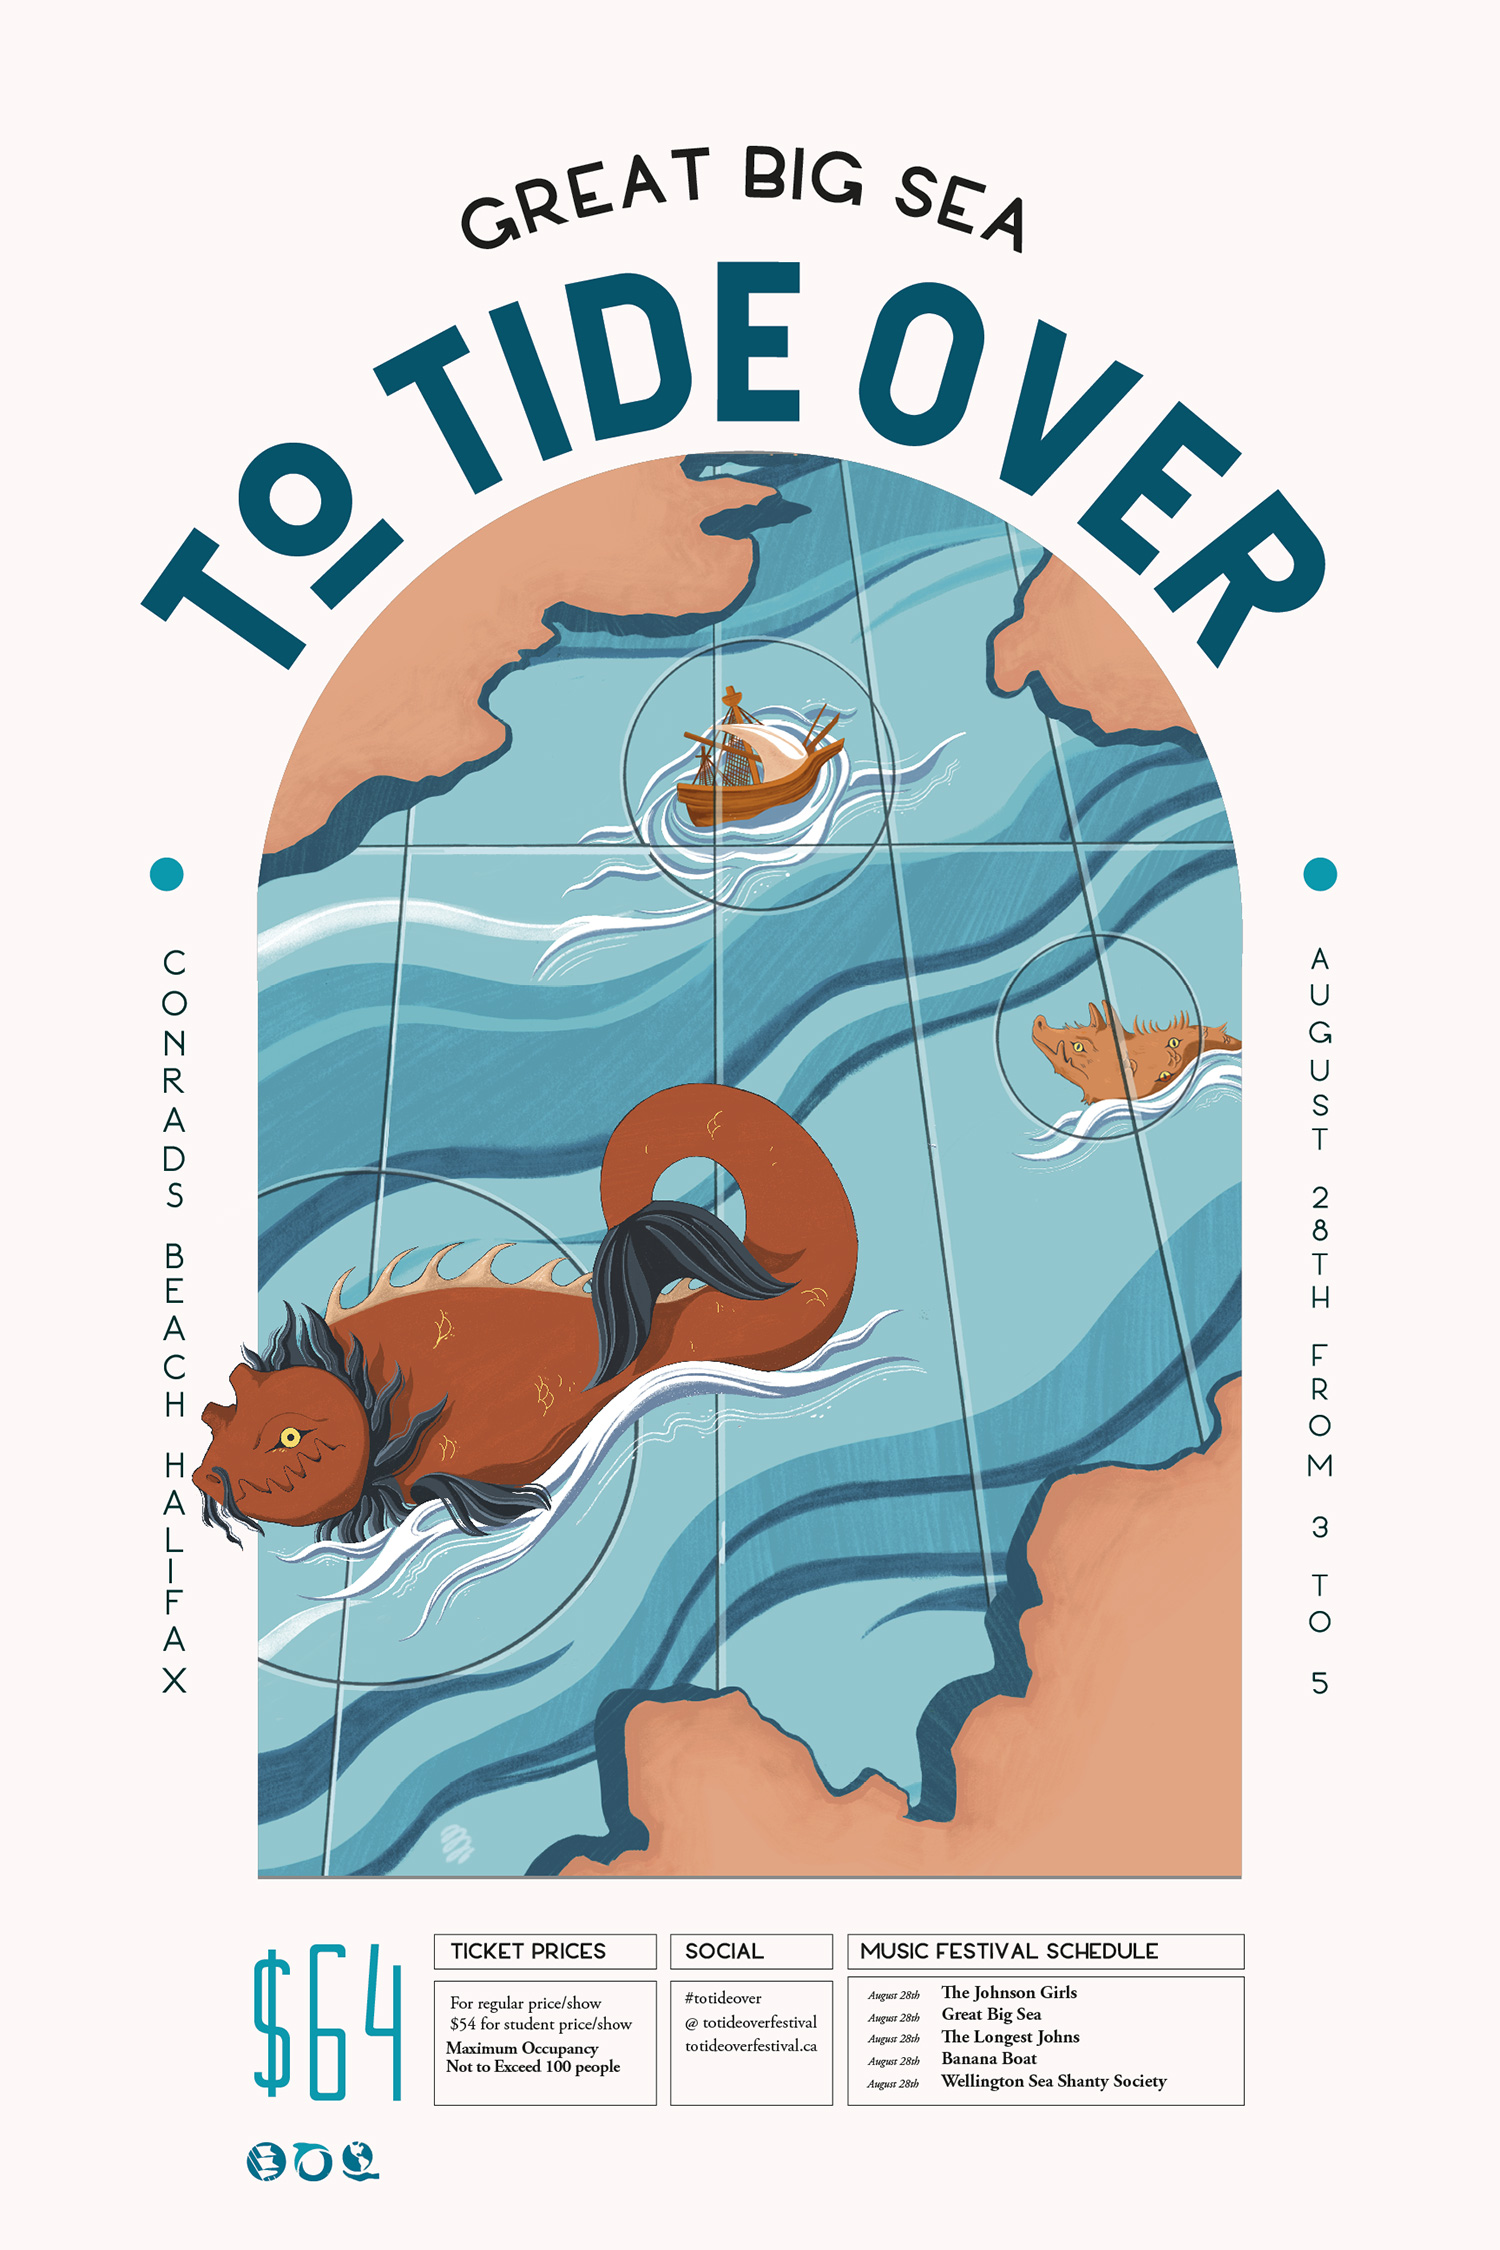 GREAT BIG SEA
TO TIDE OVER
CONRADS BEACH HALIFAX
AUGUST 28TH FROM 3 TO 5
$64
TICKET PRICES
For regular price/show
$54 for student price/show
Maximum Occupancy
Not to Exceed 100 people
SOCIAL
#totideover
@ totideoverfestival
totideoverfestival.ca
MUSIC FESTIVAL SCHEDULE
August 28th The Johnson Girls
August 28th Great Big Sea
August 28th The Longest Johns
August 28th Banana Boat
August 28th Wellington Sea Shanty Society